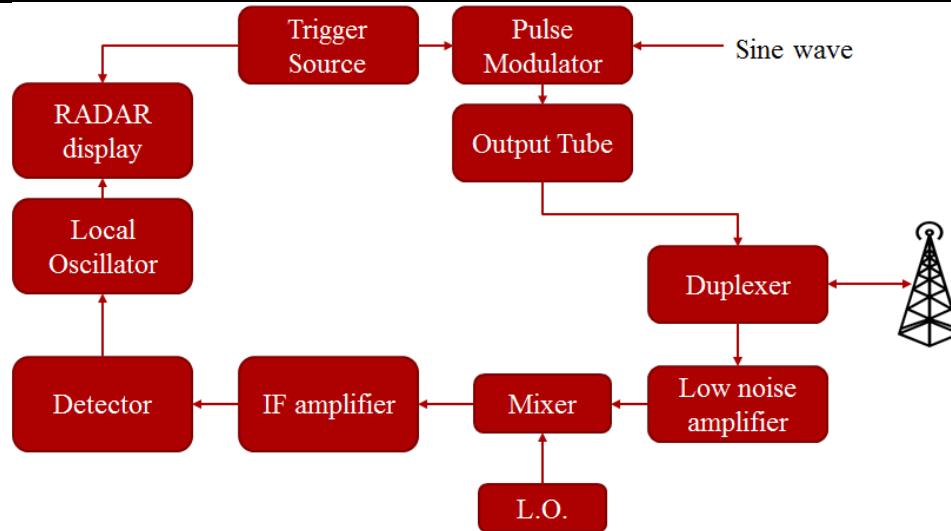 Trigger
Source
Pulse
Modulator
Sine wave
RADAR
display
Output Tube
Local
Oscillator
Duplexer
Detector
IF amplifier
Mixer
Low noise
amplifier
L.O.